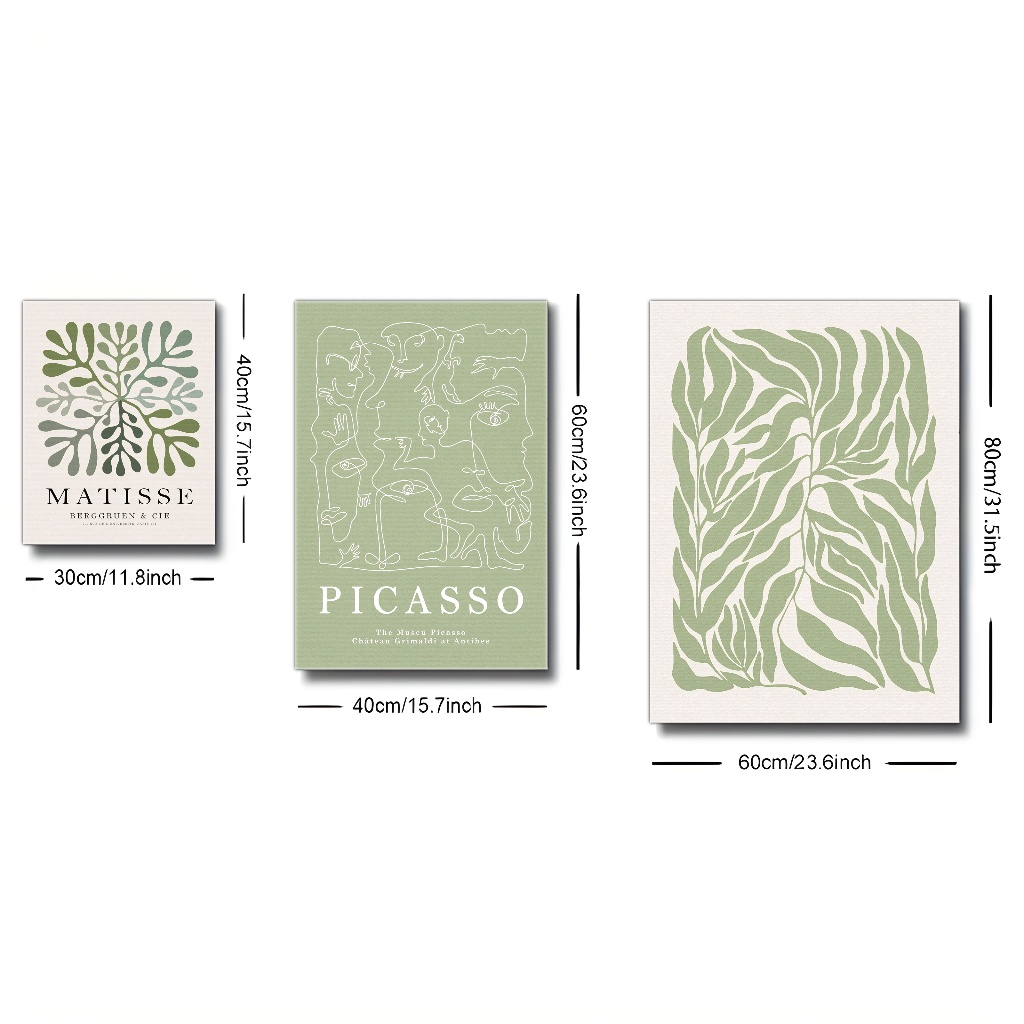 MATISSE
BERGGRUEN & CIE
40cm/15.7inch
30cm/11.8inch
PICASSO
The Museu Picasso
Château Grimaldi at Antibee
60cm/23.6inch
40cm/15.7inch
80cm/31.5inch
60cm/23.6inch